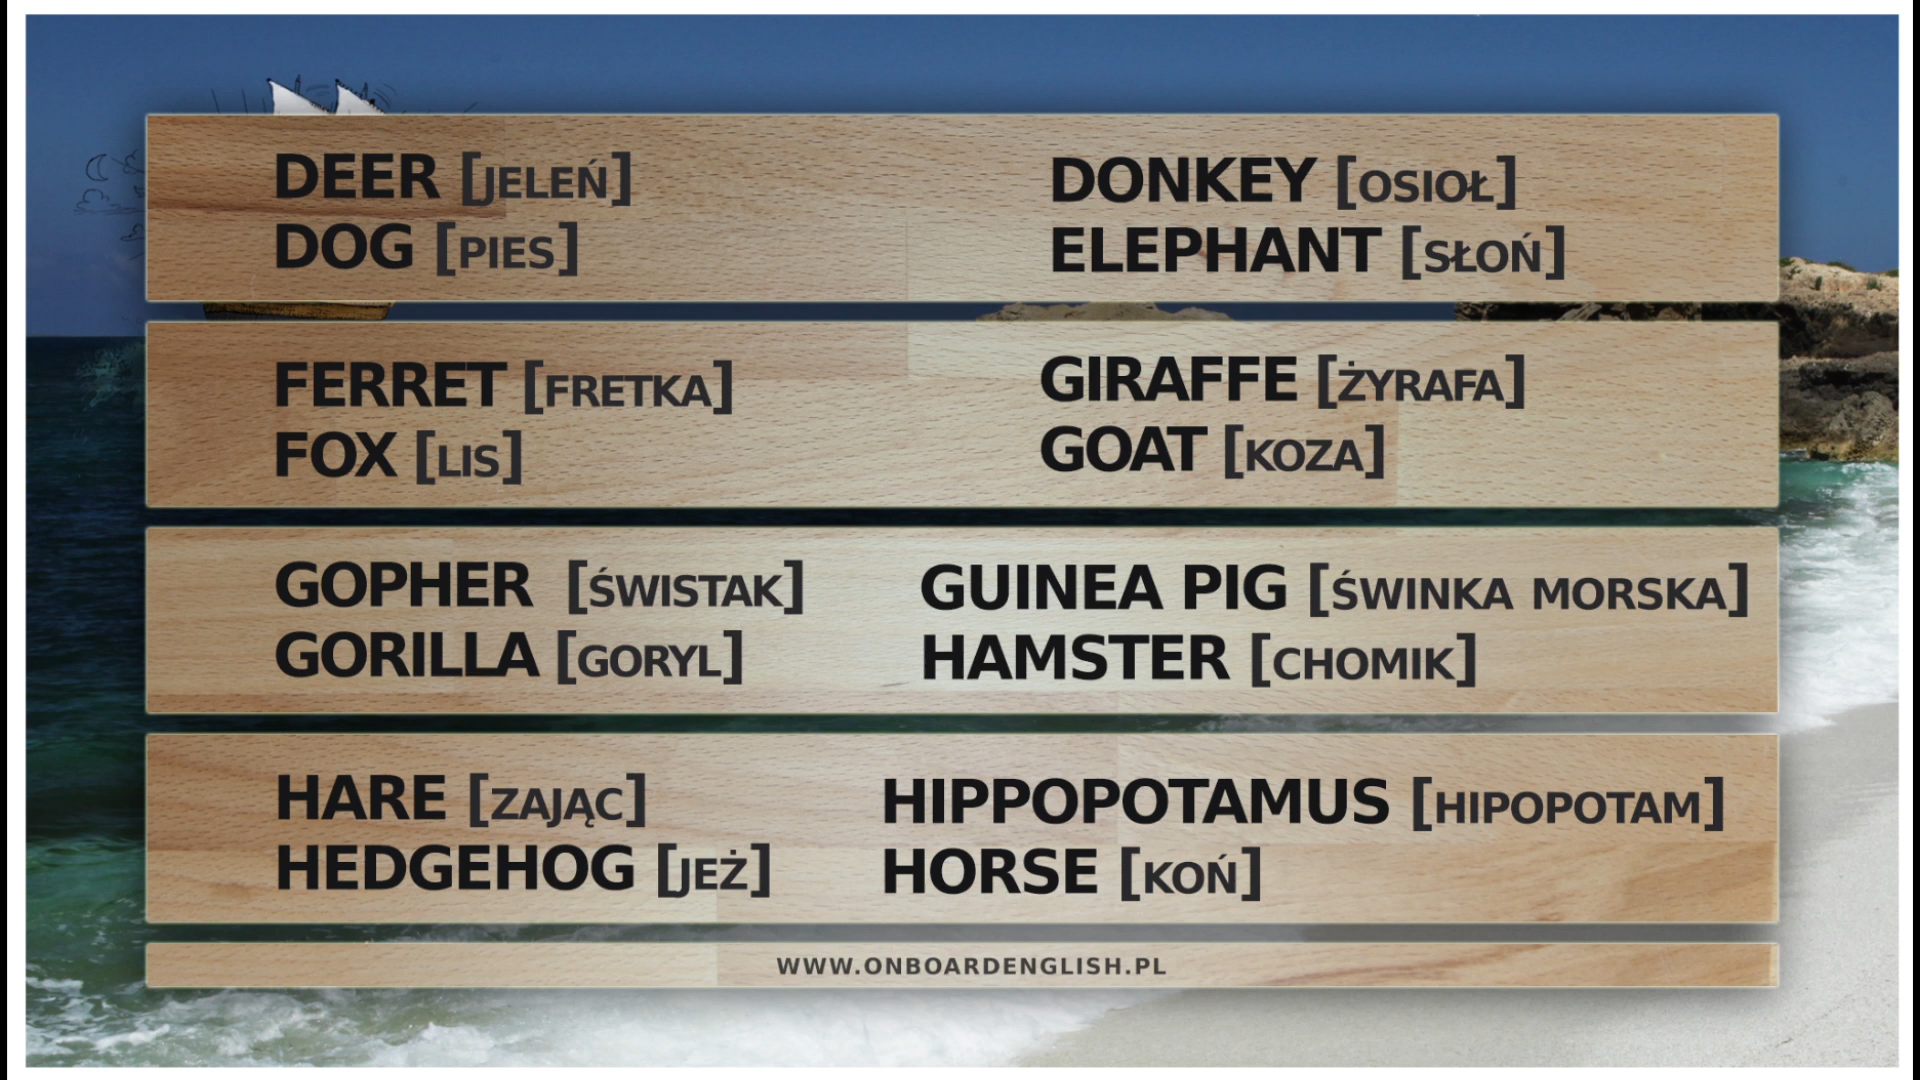 DEER [JELEŃ]
DOG [PIES]
DONKEY [OSIOŁ]
ELEPHANT [SŁOŃ]
FERRET [FRETKA]
FOX [LIS]
GIRAFFE [ŻYRAFA]
GOAT [KOZA]
GOPHER [ŚWISTAK]
GORILLA [GORYL]
GUINEA PIG [ŚWINKA MORSKA]
HAMSTER [CHOMIK]
HARE [ZAJĄC]
HEDGEHOG [JEŻ]
HIPPOPOTAMUS [HIPOPOTAM]
HORSE [KOŃ]
WWW.ONBOARDENGLISH.PL